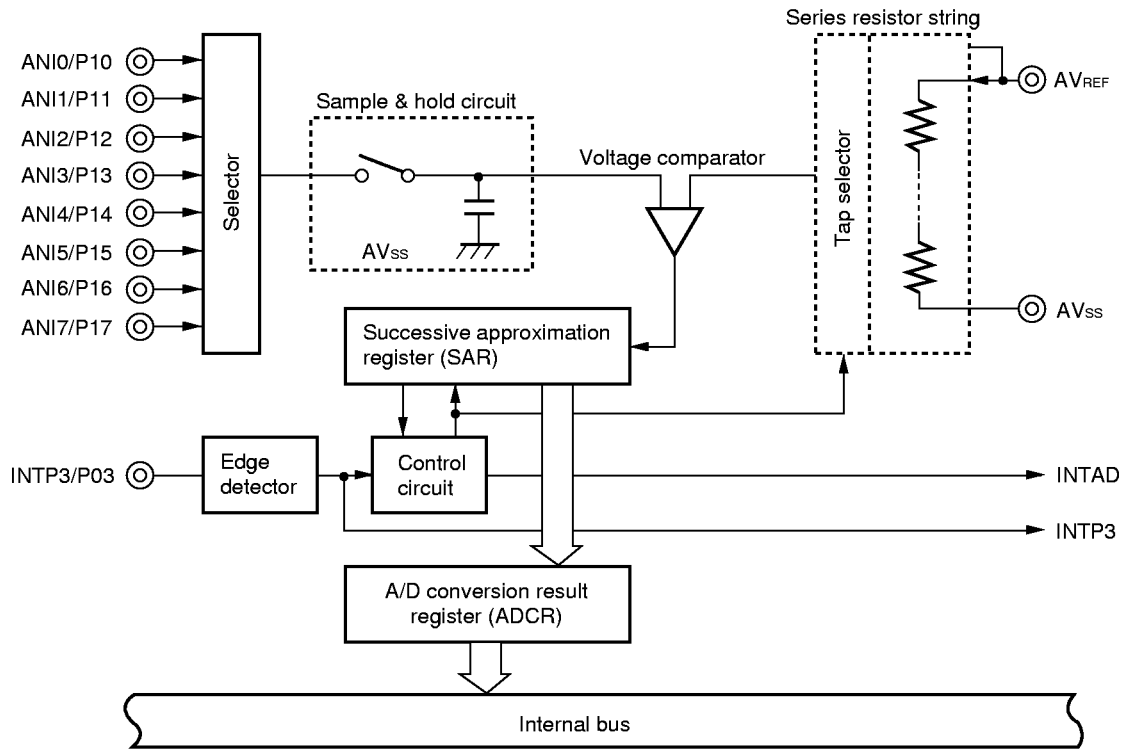 Series resistor string
ANI0/P10
ANI1/P11
ANI2/P12
ANI3/P13
ANI4/P14
ANI5/P15
ANI6/P16
ANI7/P17
Selector
Sample & hold circuit
AVSS
Voltage comparator
Tap selector
AVREF
AVSS
Successive approximation
register (SAR)
INTP3/P03
Edge
detector
Control
circuit
INTAD
INTP3
A/D conversion result
register (ADCR)
Internal bus